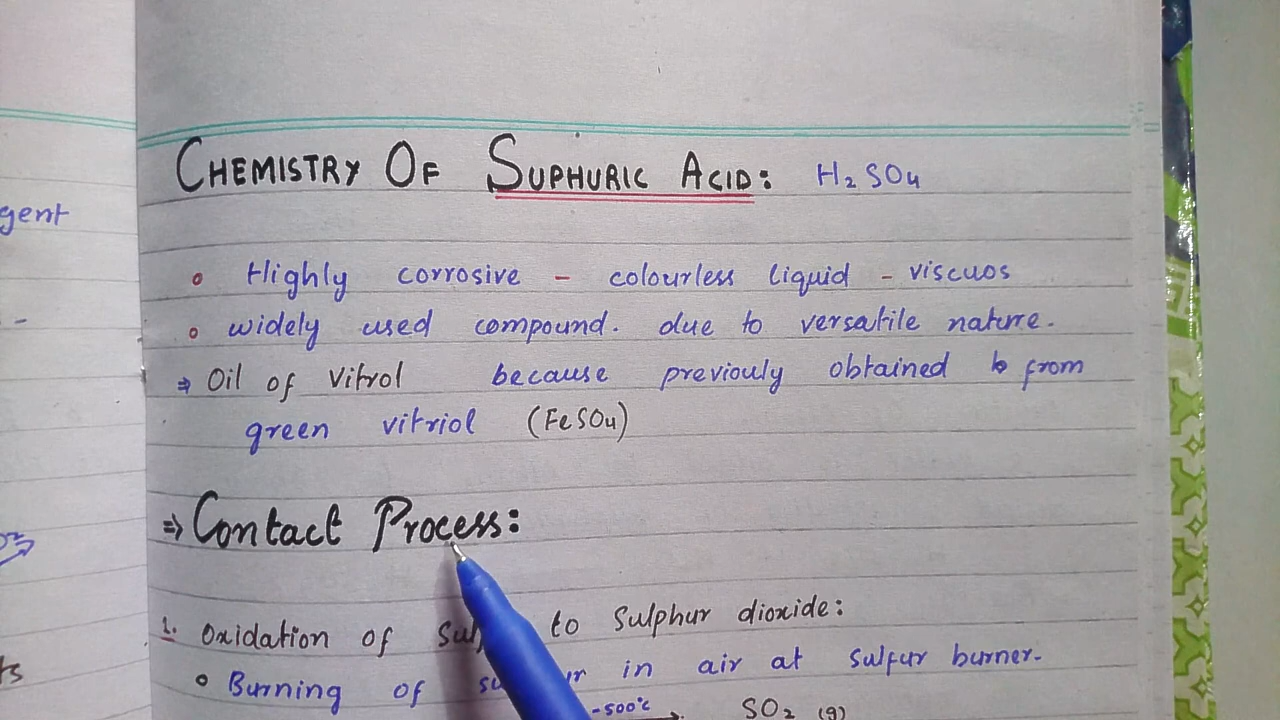 CHEMISTRY OF SUPHURIC ACID: H₂SO₄
gent
Highly corrosive - colourless liquid - viscuos
widely used compound. due to versatile nature.
⇒ Oil of Vitrol because previouly obtained from
green vitriol (FeSO₄)
⇒ Contact Process:
1. Oxidation of Sul to Sulphur dioxide:
Burning of su r in air at sulfur burner.
-500°C SO₂ (g)